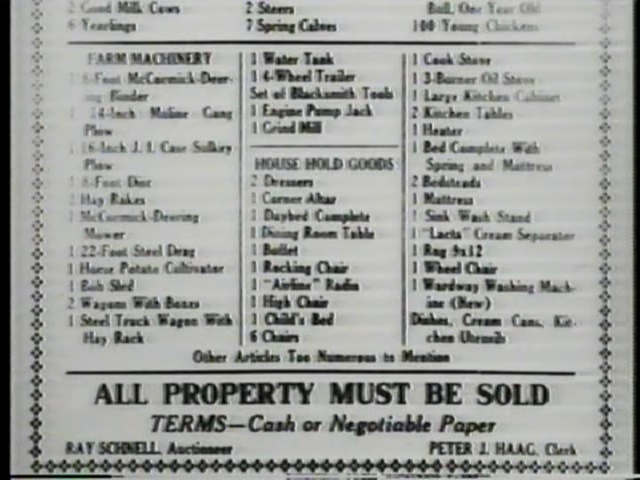 2 Good Milk Cows
6 Yearlings
2 Steers
7 Spring Calves
Bull, One Year Old
100 Young Chickens
FARM MACHINERY
1 8-Foot McCormick-Deer-
ing Binder
1 14-Inch Moline Gang
Plow
1 16-Inch J. I. Case Sulkey
Plow
1 8-Foot Disc
2 Hay Rakes
1 McCormick-Deering
Mower
1 22-Foot Steel Drag
1 Horse Potato Cultivator
1 Bob Sled
2 Wagons With Boxes
1 Steel Truck Wagon With
Hay Rack
1 Water Tank
1 4-Wheel Trailer
Set of Blacksmith Tools
1 Engine Pump Jack
1 Grind Mill
HOUSE HOLD GOODS
2 Dressers
1 Corner Altar
1 Daybed Complete
1 Dining Room Table
1 Buffet
1 Rocking Chair
1 "Airline" Radio
1 High Chair
1 Child's Bed
6 Chairs
1 Cook Stove
1 3-Burner Oil Stove
1 Large Kitchen Cabinet
2 Kitchen Tables
1 Heater
1 Bed Complete With
Spring and Mattress
2 Bedsteads
1 Mattress
1 Sink Wash Stand
1 "Lacta" Cream Separator
1 Rug 9x12
1 Wheel Chair
1 Wardway Washing Mach-
ine (New)
Dishes, Cream Cans, Kit-
chen Utensils
Other Articles Too Numerous to Mention
ALL PROPERTY MUST BE SOLD
TERMS—Cash or Negotiable Paper
RAY SCHNELL, Auctioneer
PETER J. HAAG, Clerk